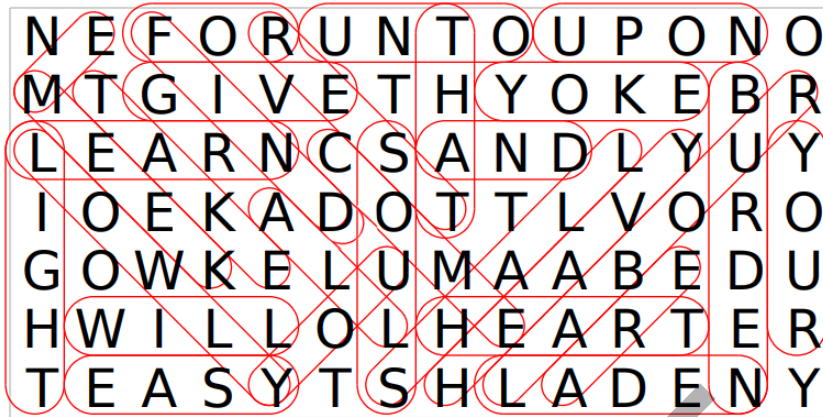 N E F O R U N T O U P O N O
M T G I V E T H Y O K E B R
L E A R N C S A N D L Y U Y
I O E K A D O T T L V O R O
G O W K E L U M A A B E D U
H W I L L O L H E A R T E R
T E A S Y T S H L A D E N Y